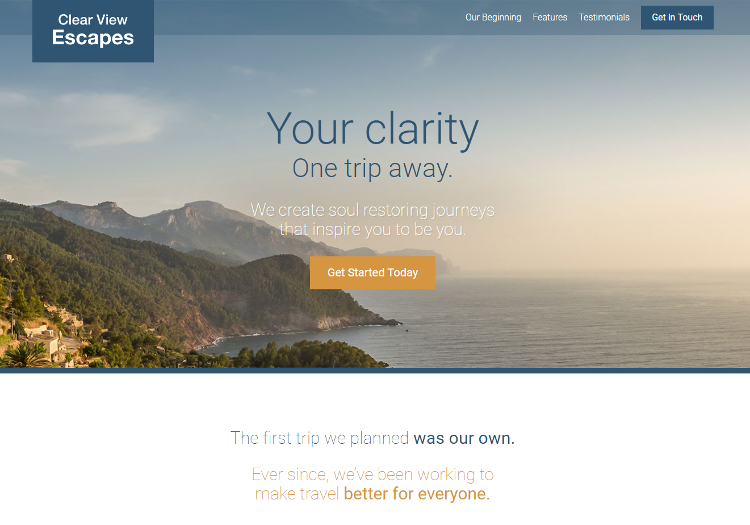 Clear View
Escapes
Our Beginning
Features
Testimonials
Get in Touch
Your clarity
One trip away.
We create soul restoring journeys
that inspire you to be you.
Get Started Today
The first trip we planned was our own.
Ever since, we've been working to
make travel better for everyone.